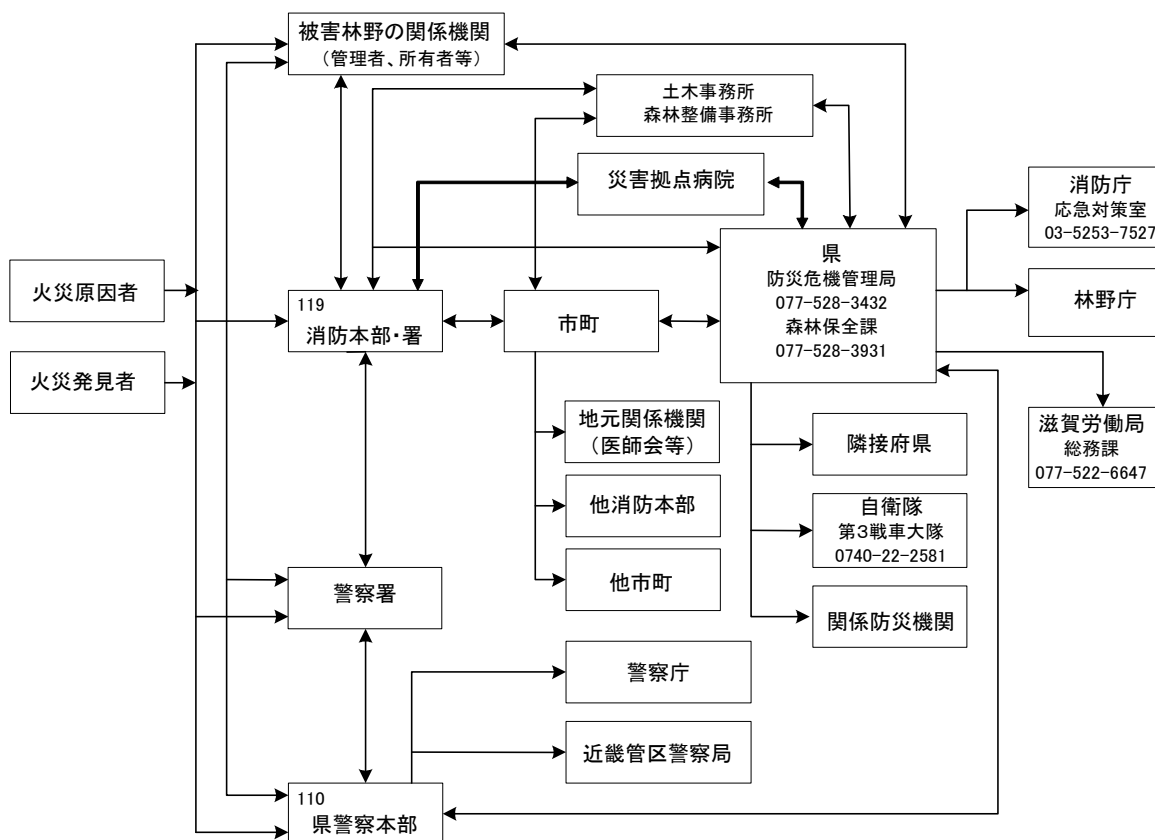 被害林野の関係機関
（管理者、所有者等）
土木事務所
森林整備事務所
災害拠点病院
消防庁
応急対策室
03-5253-7527
県
防災危機管理局
077-528-3432
森林保全課
077-528-3931
林野庁
火災原因者
119
消防本部・署
市町
火災発見者
地元関係機関
（医師会等）
隣接府県
滋賀労働局
総務課
077-522-6647
他消防本部
自衛隊
第３戦車大隊
0740-22-2581
警察署
他市町
関係防災機関
警察庁
近畿管区警察局
110
県警察本部